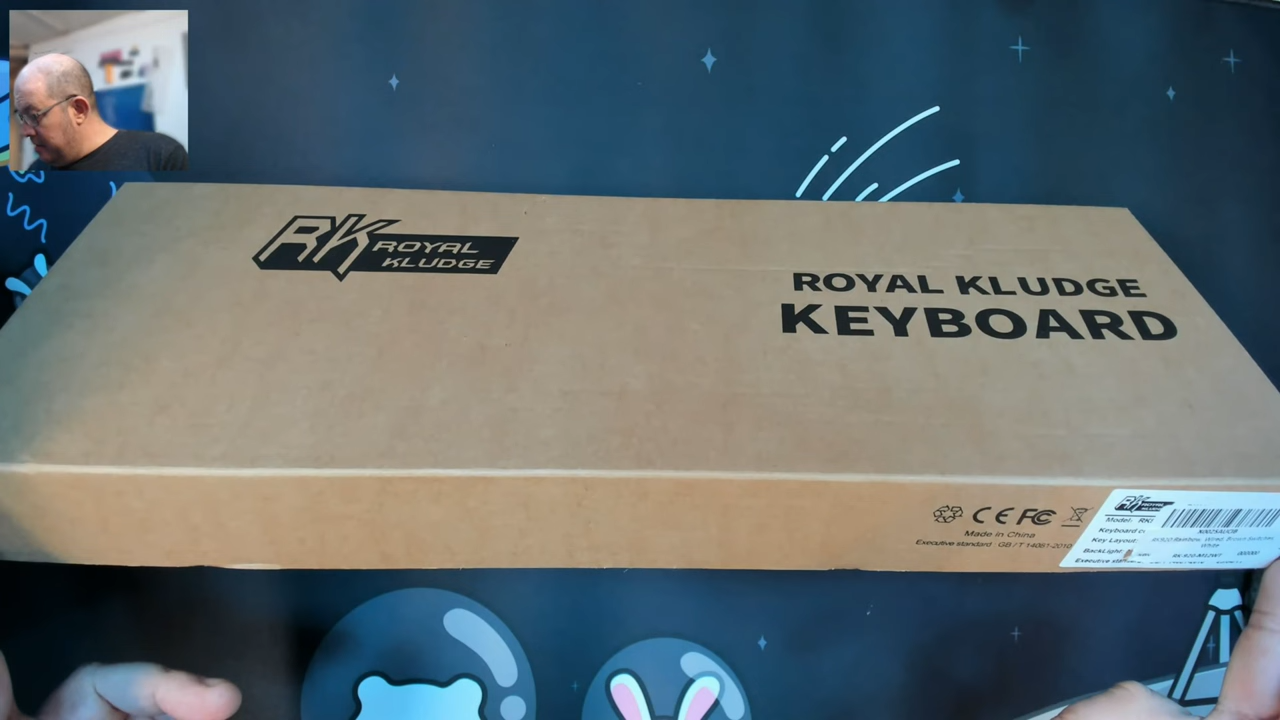 RK ROYAL
KLUDGE
ROYAL KLUDGE
KEYBOARD
CE FC
Made in China
Executive standard GB/T 14081-2010
Model: RK
Key Layout:
BackLight